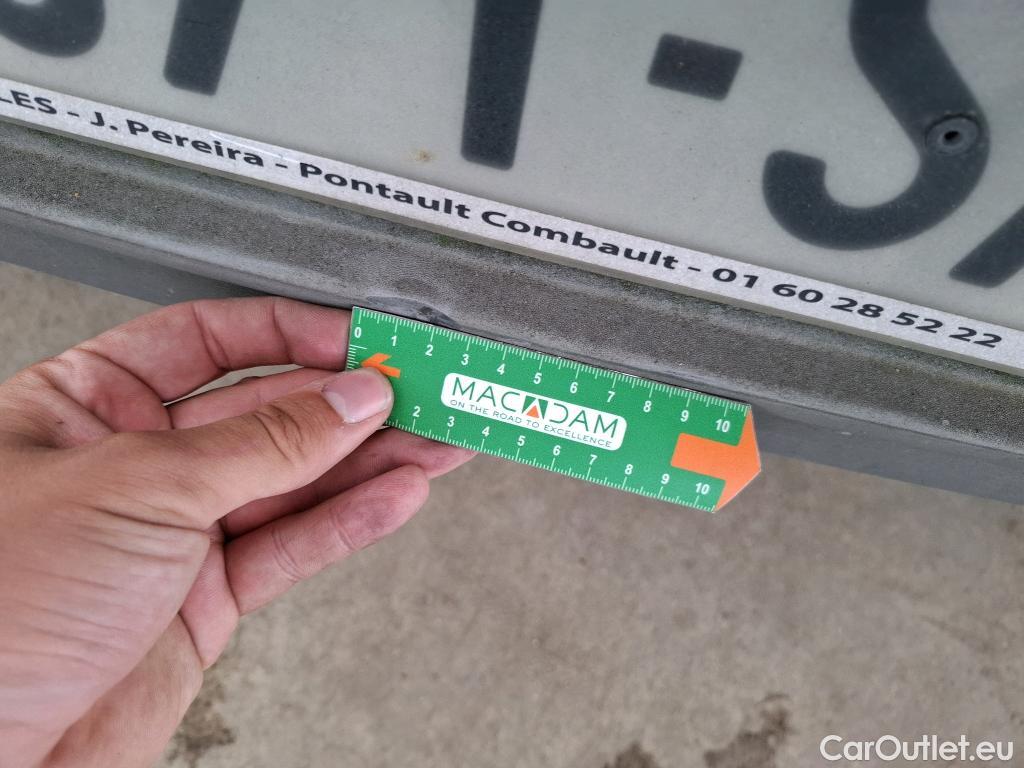 LES - J. Pereira - Pontault Combault - 01 60 28 52 22
0 1 2 3 4 5 6 7 8 9 10
MACADAM
ON THE ROAD TO EXCELLENCE
2 3 4 5 6 7 8 9 10
CarOutlet.eu